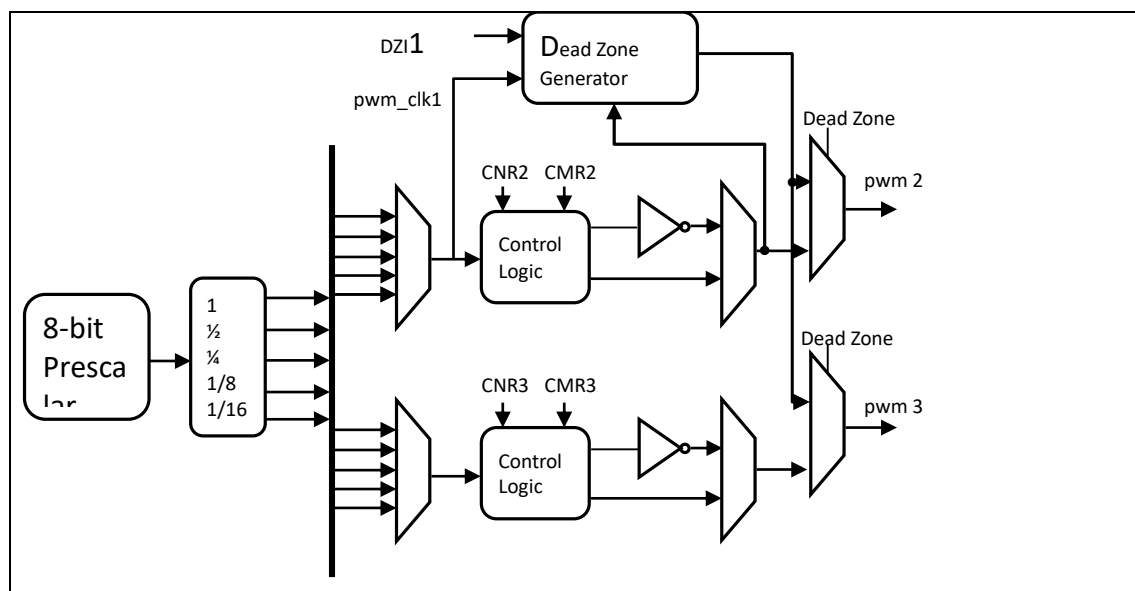 DZI1
Dead Zone
Generator
pwm_clk1
Dead Zone
pwm 2
CNR2 CMR2
Control
Logic
8-bit
Presca
lar
1
½
¼
1/8
1/16
Dead Zone
pwm 3
CNR3 CMR3
Control
Logic